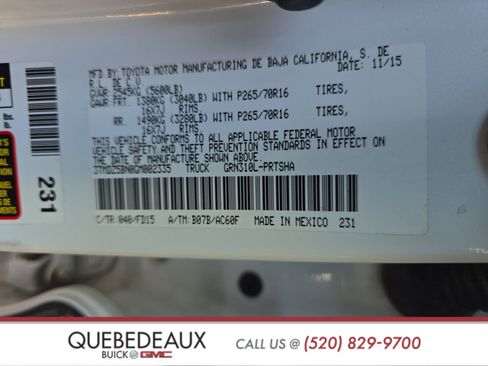 MFD. BY: TOYOTA MOTOR MANUFACTURING DE BAJA CALIFORNIA, S. DE
R.L. DE C.V. DATE: 11/15
GVWR 2545KG (5600LB)
GAWR FRT. 1380KG (3040LB) WITH P265/70R16 TIRES,
16X7J RIMS
RR. 1490KG (3280LB) WITH P265/70R16 TIRES,
16X7J RIMS
THIS VEHICLE CONFORMS TO ALL APPLICABLE FEDERAL MOTOR
VEHICLE SAFETY AND THEFT PREVENTION STANDARDS IN EFFECT ON
THE DATE OF MANUFACTURE SHOWN ABOVE.
3TMDZ5BN0GM002335 TRUCK GRN310L-PRTSHA
C/TR:040/FD15 A/TM: B07B/AC60F MADE IN MEXICO 231
231
lbs.
QUEBEDEAUX
BUICK GMC
CALL US @ (520) 829-9700